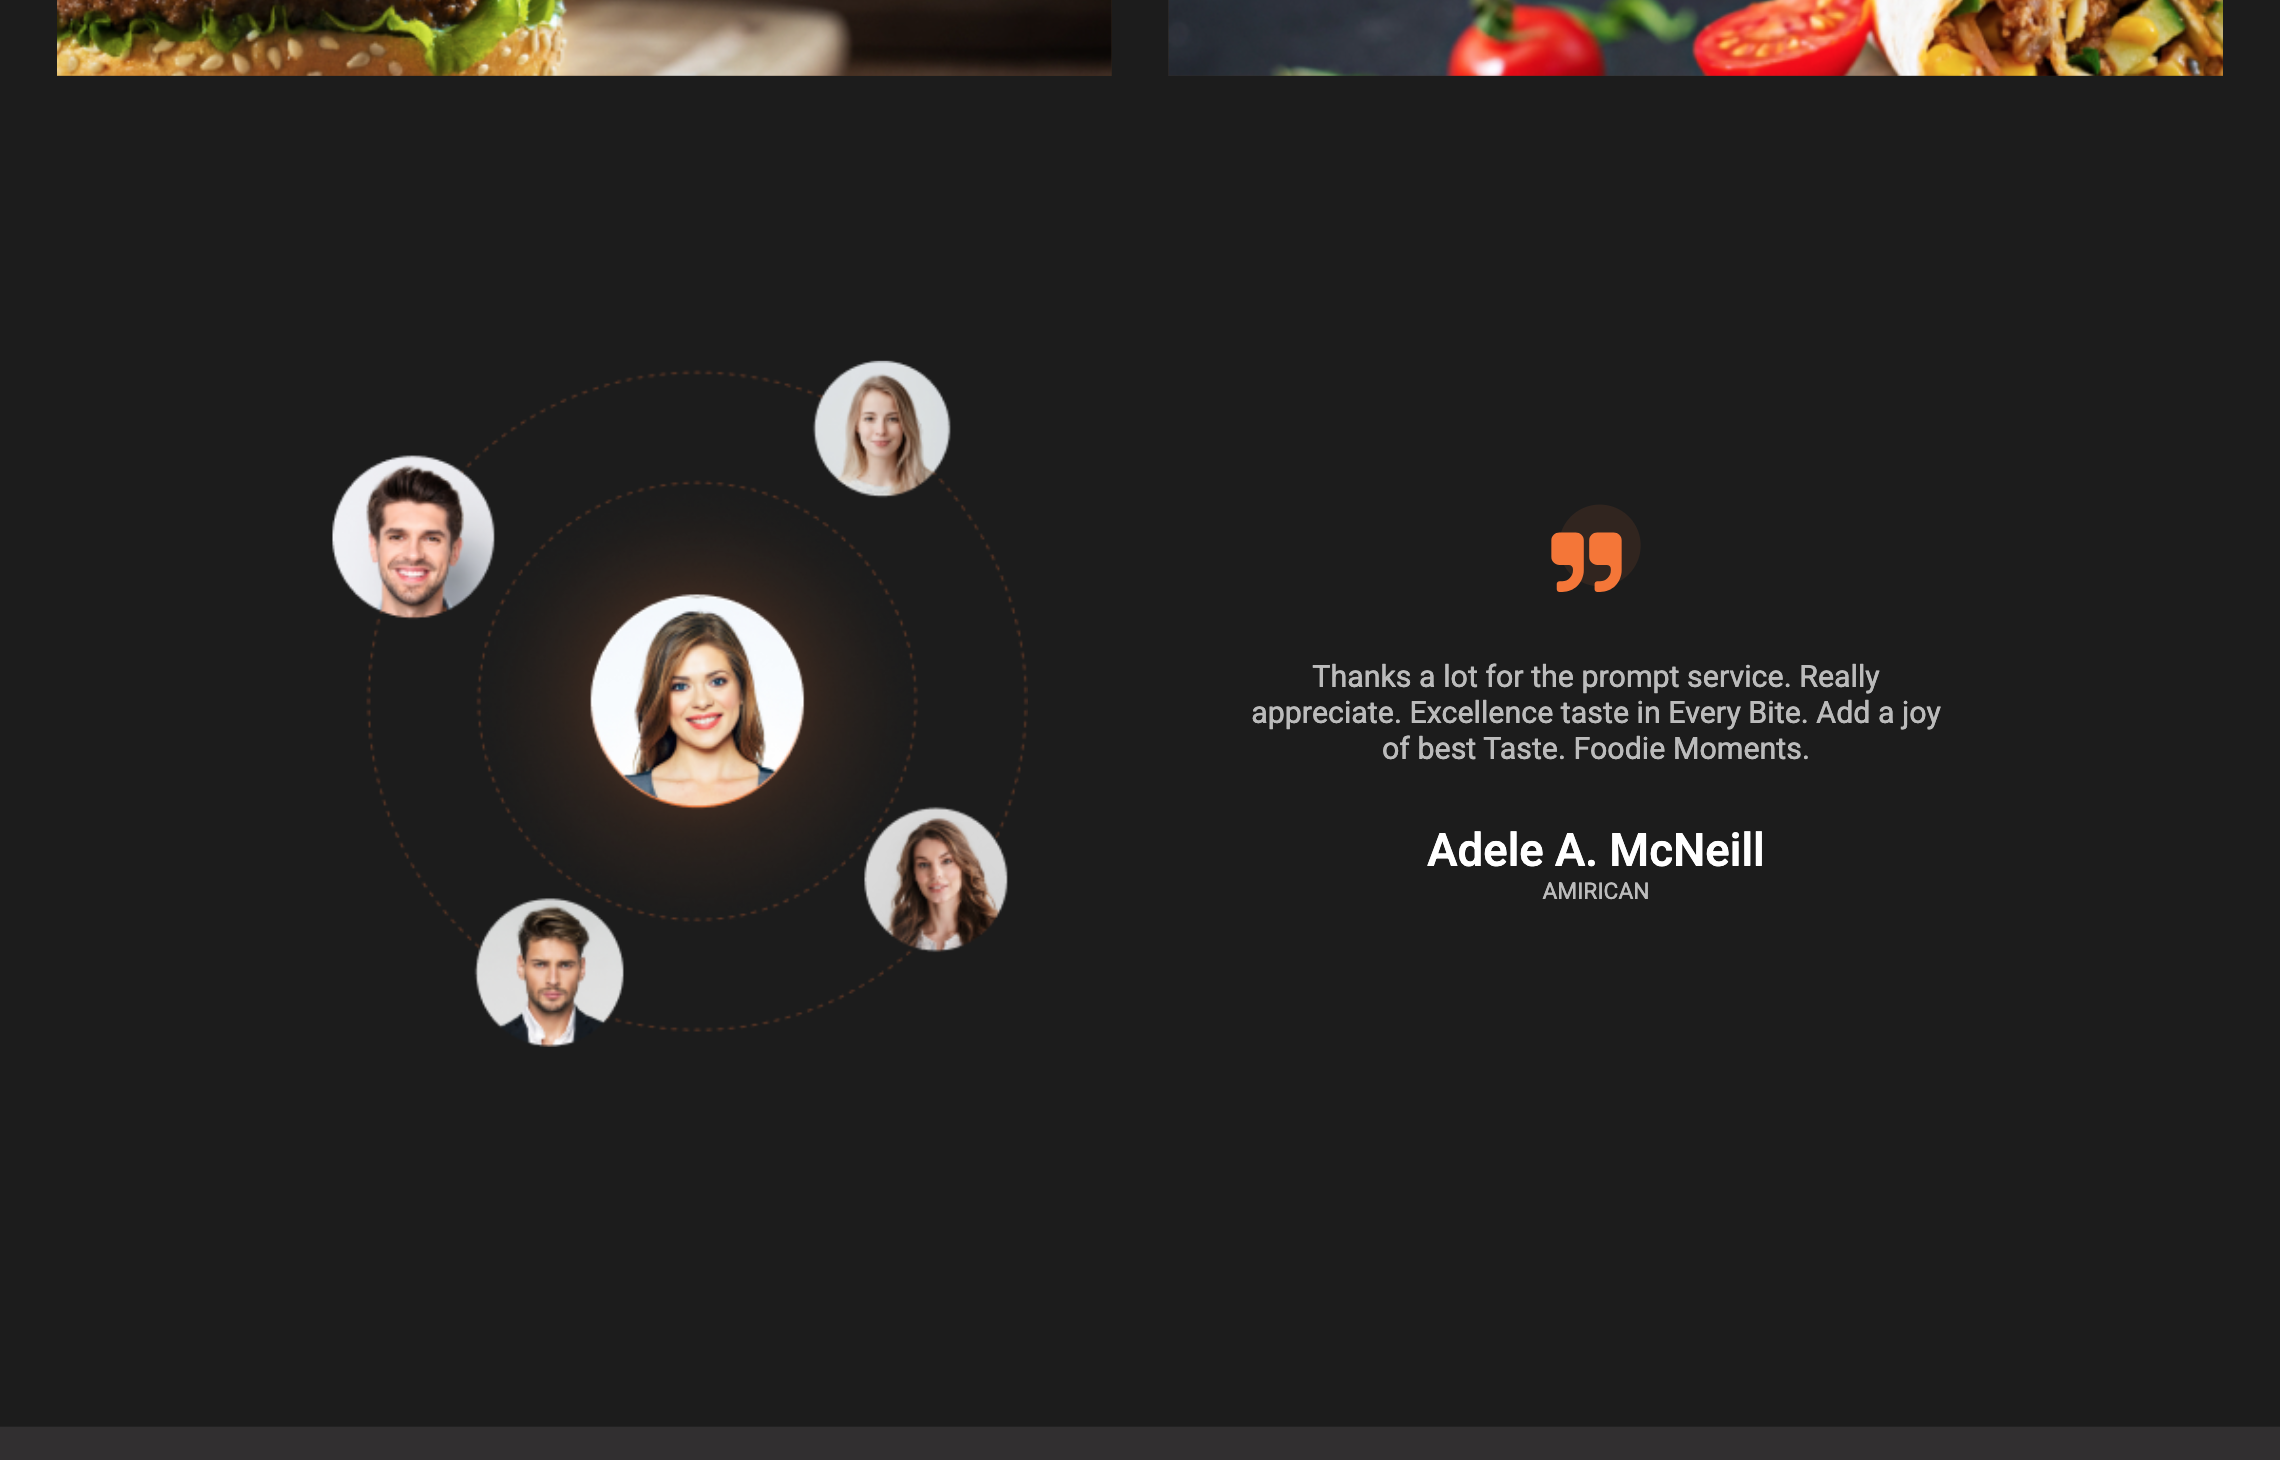 Thanks a lot for the prompt service. Really
appreciate. Excellence taste in Every Bite. Add a joy
of best Taste. Foodie Moments.
Adele A. McNeill
AMIRICAN